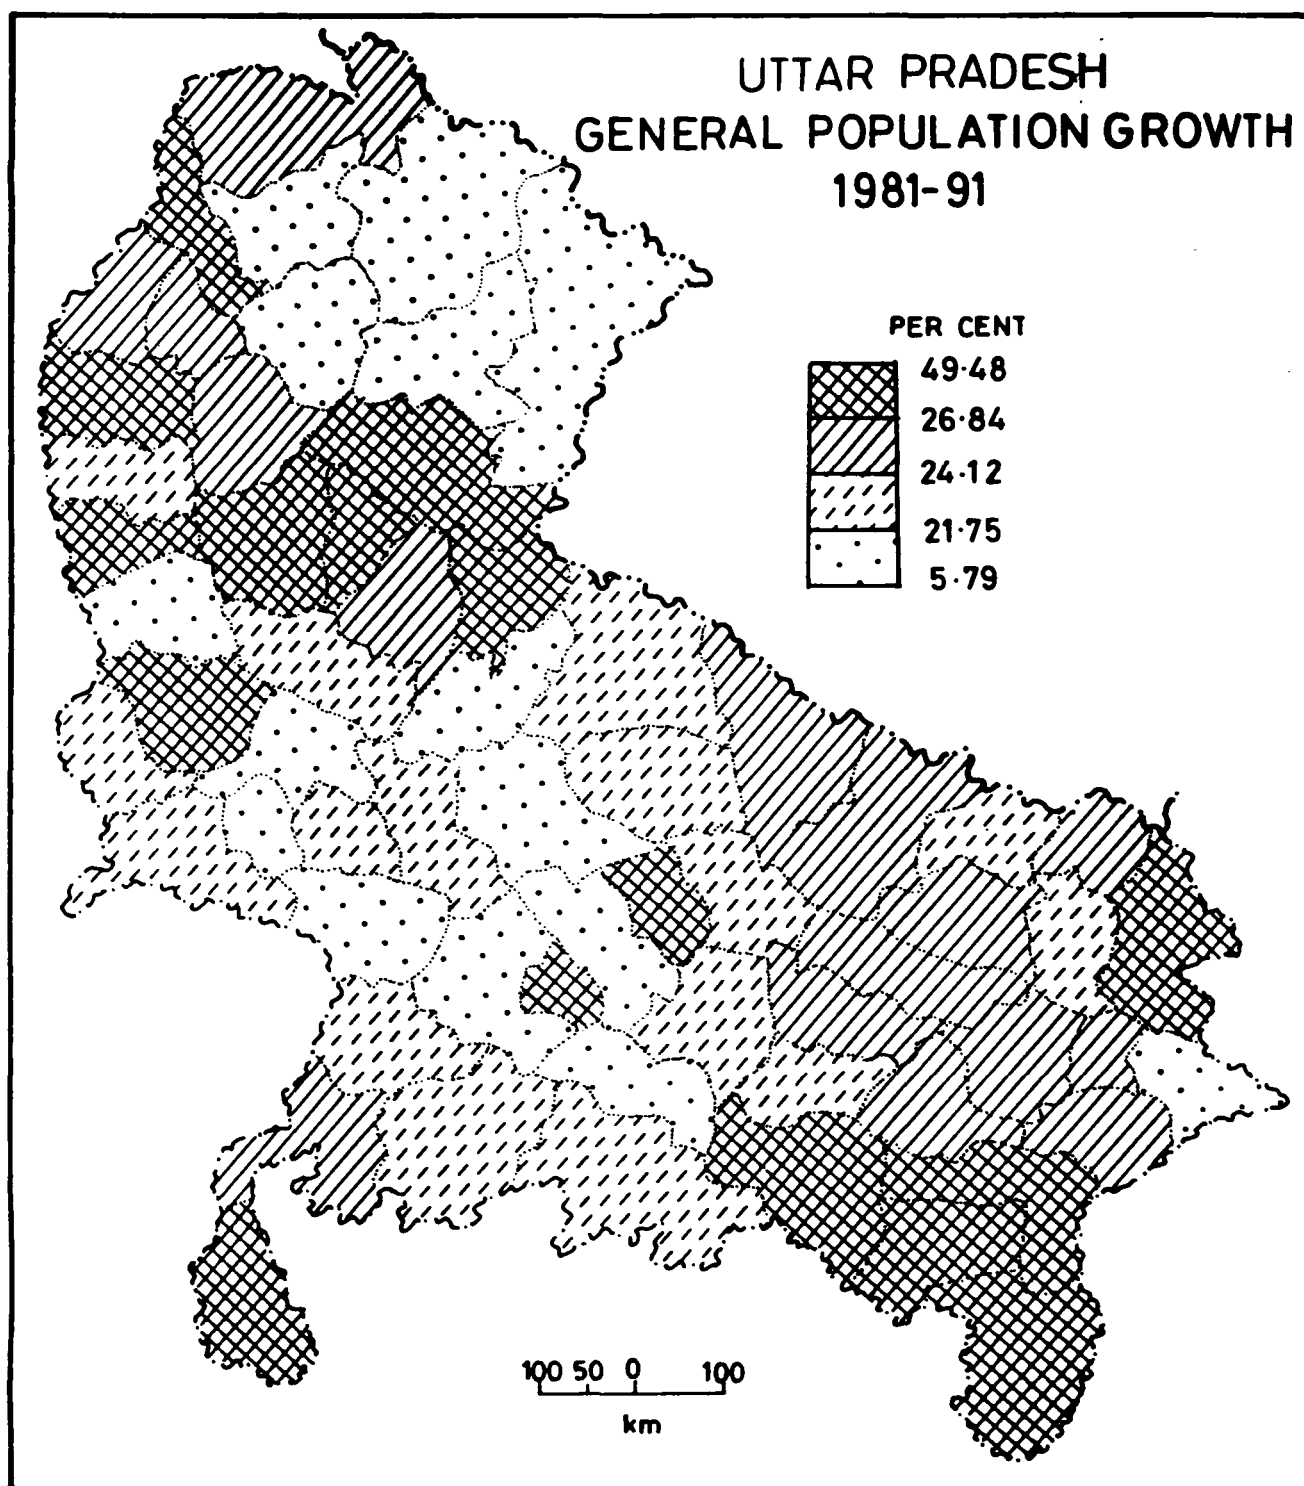 UTTAR PRADESH
GENERAL POPULATION GROWTH
1981-91
PER CENT
49·48
26·84
24·12
21·75
5·79
100 50 0 100
km